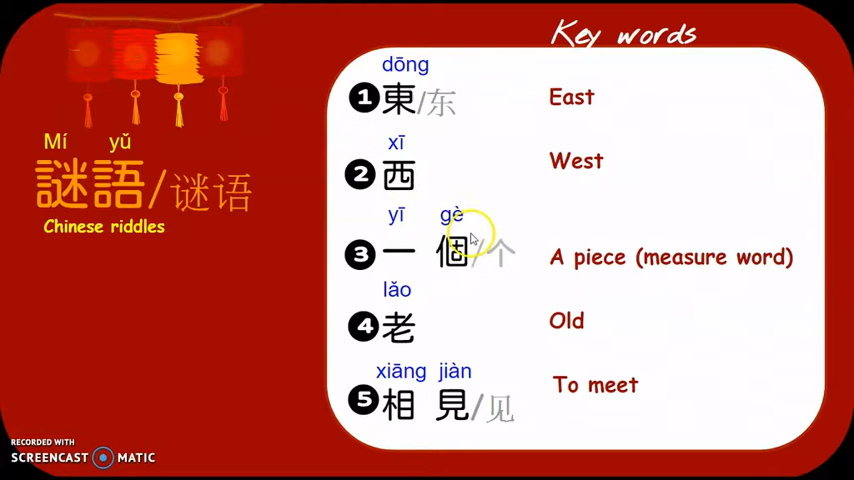 Mí yǔ
謎語/谜语
Chinese riddles
Key words
dōng
1 東/东 East
xī
2 西 West
yī gè
3 一 個/个 A piece (measure word)
lǎo
4 老 Old
xiāng jiàn
5 相 見/见 To meet
RECORDED WITH
SCREENCAST MATIC